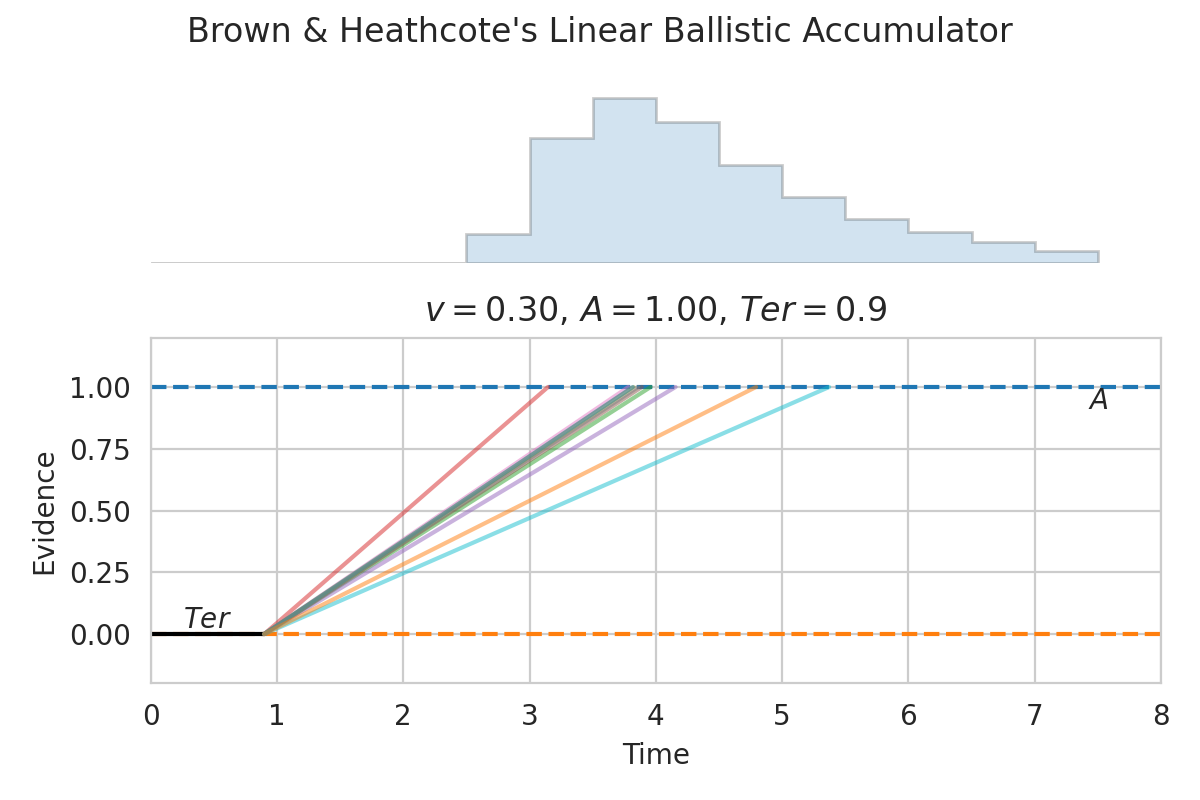 Brown & Heathcote's Linear Ballistic Accumulator
v = 0.30, A = 1.00, Ter = 0.9
1.00
A
0.75
0.50
0.25
Ter
0.00
Evidence
0 1 2 3 4 5 6 7 8
Time